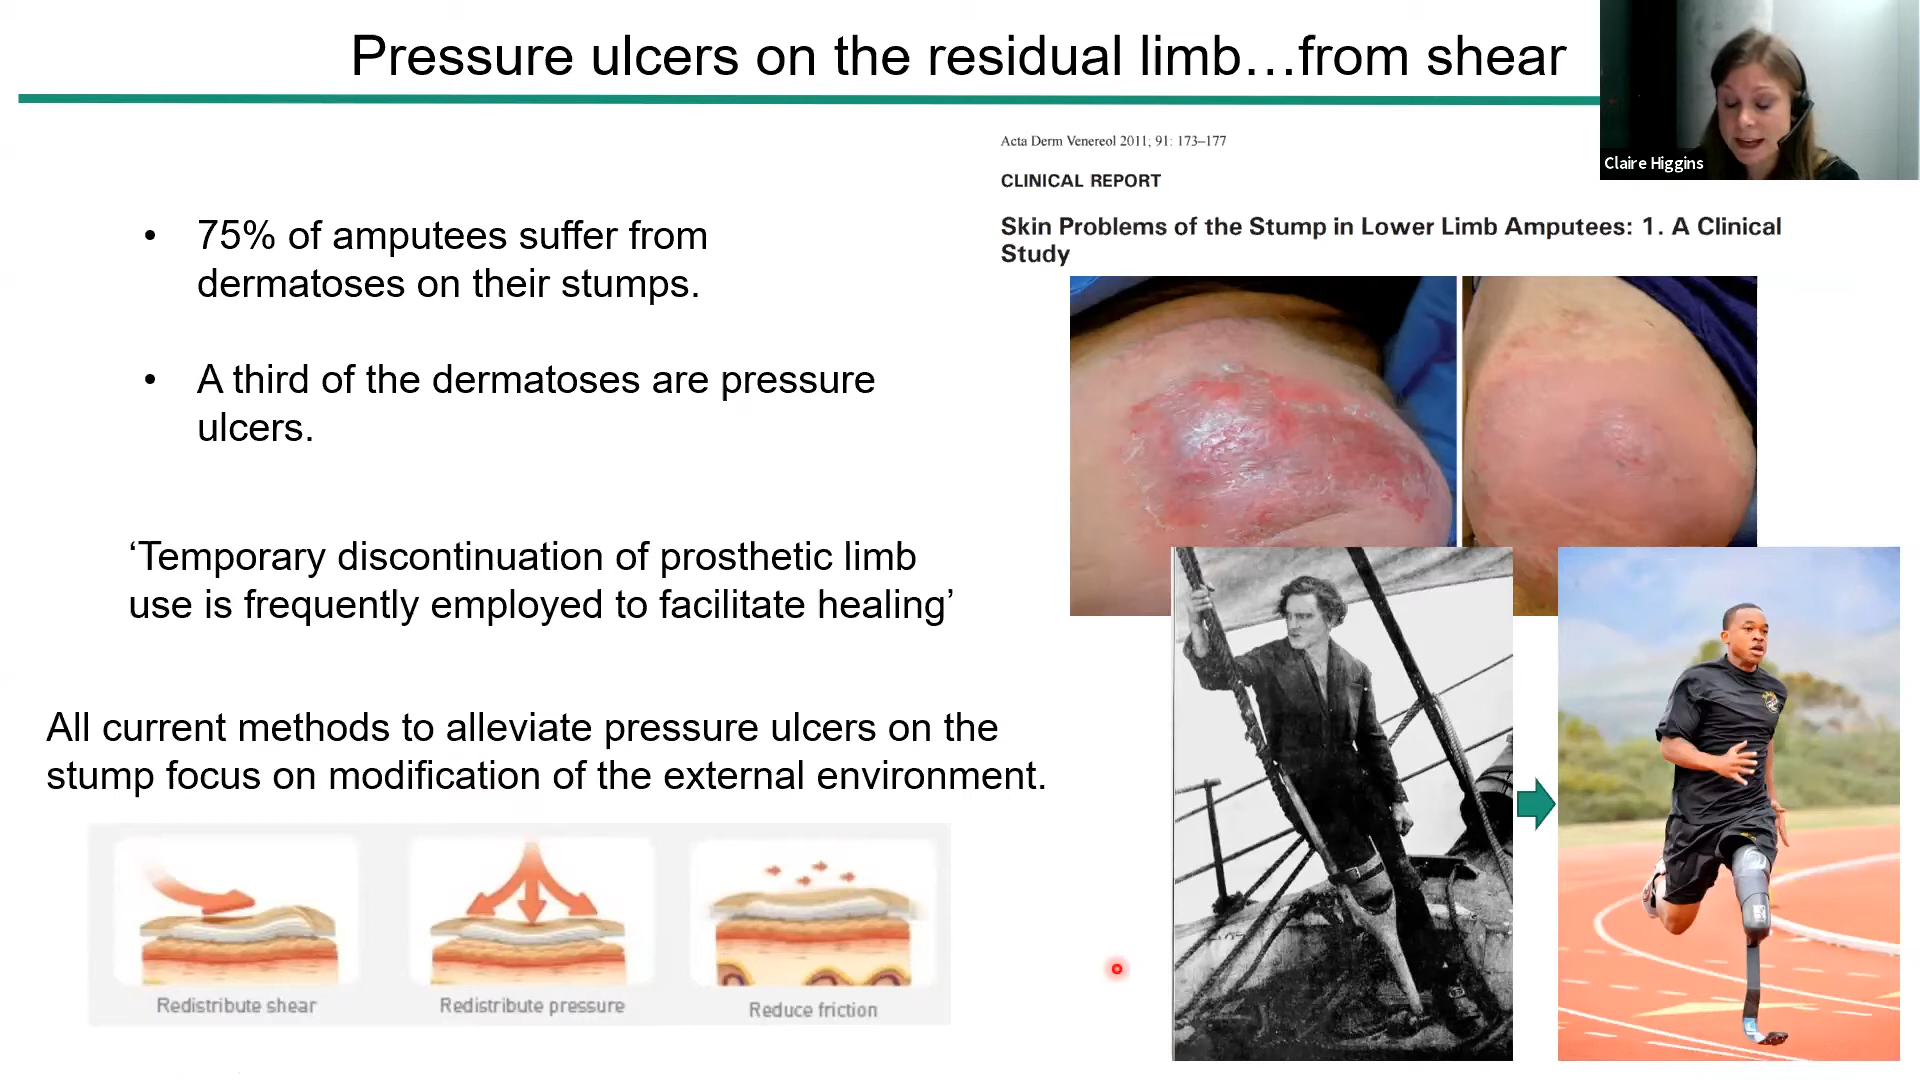 Pressure ulcers on the residual limb…from shear
Claire Higgins
Acta Derm Venereol 2011; 91: 173–177
CLINICAL REPORT
Skin Problems of the Stump in Lower Limb Amputees: 1. A Clinical
Study
• 75% of amputees suffer from
dermatoses on their stumps.
• A third of the dermatoses are pressure
ulcers.
‘Temporary discontinuation of prosthetic limb
use is frequently employed to facilitate healing’
All current methods to alleviate pressure ulcers on the
stump focus on modification of the external environment.
Redistribute shear
Redistribute pressure
Reduce friction